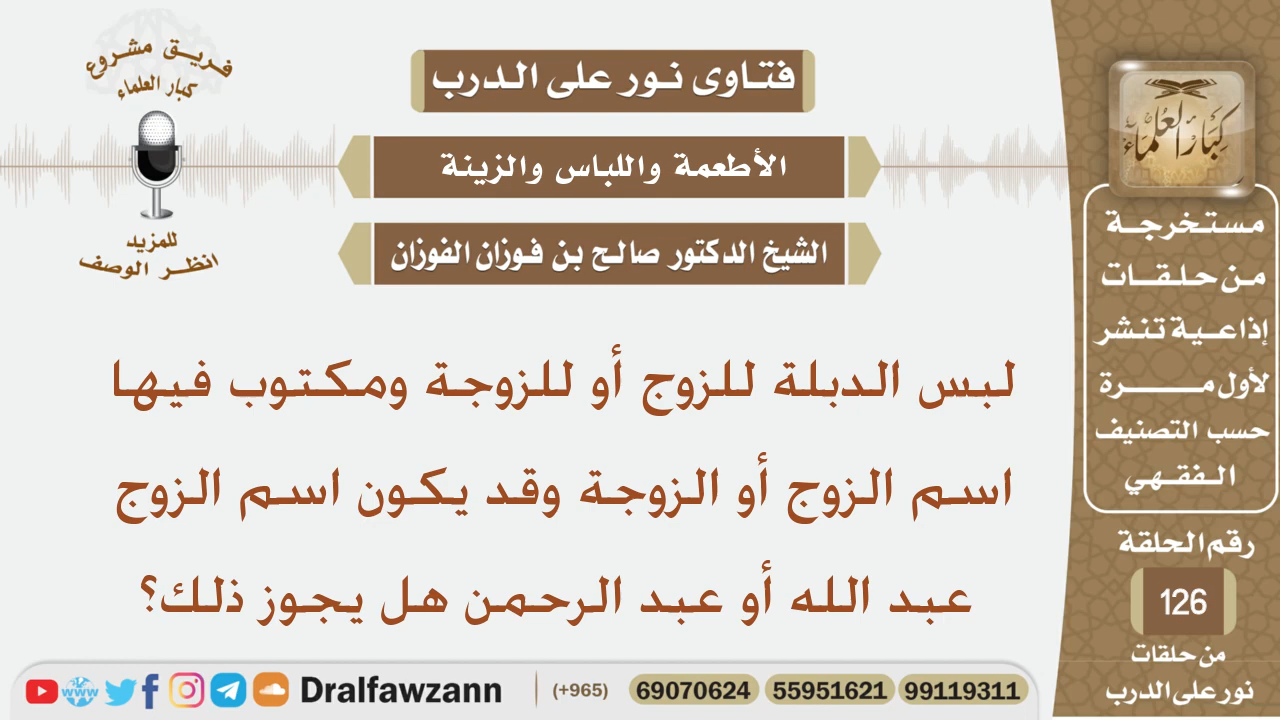 فريق مشروع
كبار العلماء
للمزيد
انظر الوصف
فتاوى نور على الدرب
الأطعمة واللباس والزينة
الشيخ الدكتور صالح بن فوزان الفوزان
لبس الدبلة للزوج أو للزوجة ومكتوب فيها
اسم الزوج أو الزوجة وقد يكون اسم الزوج
عبد الله أو عبد الرحمن هل يجوز ذلك؟
كبار العلماء
مستخرجة
من حلقات
إذاعية تنشر
لأول مرة
حسب التصنيف
الفقهي
رقم الحلقة
126
من حلقات
نور على الدرب
www Dralfawzann (+965) 69070624 55951621 99119311